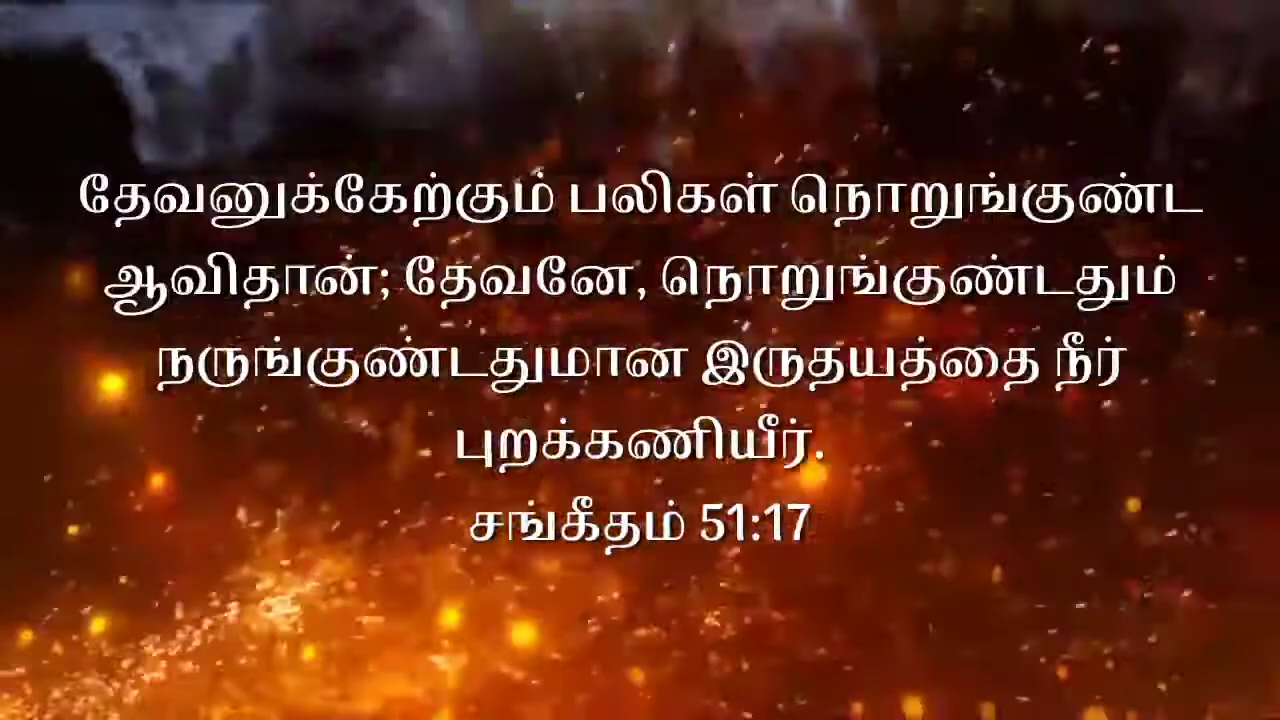 தேவனுக்கேற்கும் பலிகள் நொறுங்குண்ட
ஆவிதான்; தேவனே, நொறுங்குண்டதும்
நருங்குண்டதுமான இருதயத்தை நீர்
புறக்கணியீர்.
சங்கீதம் 51:17